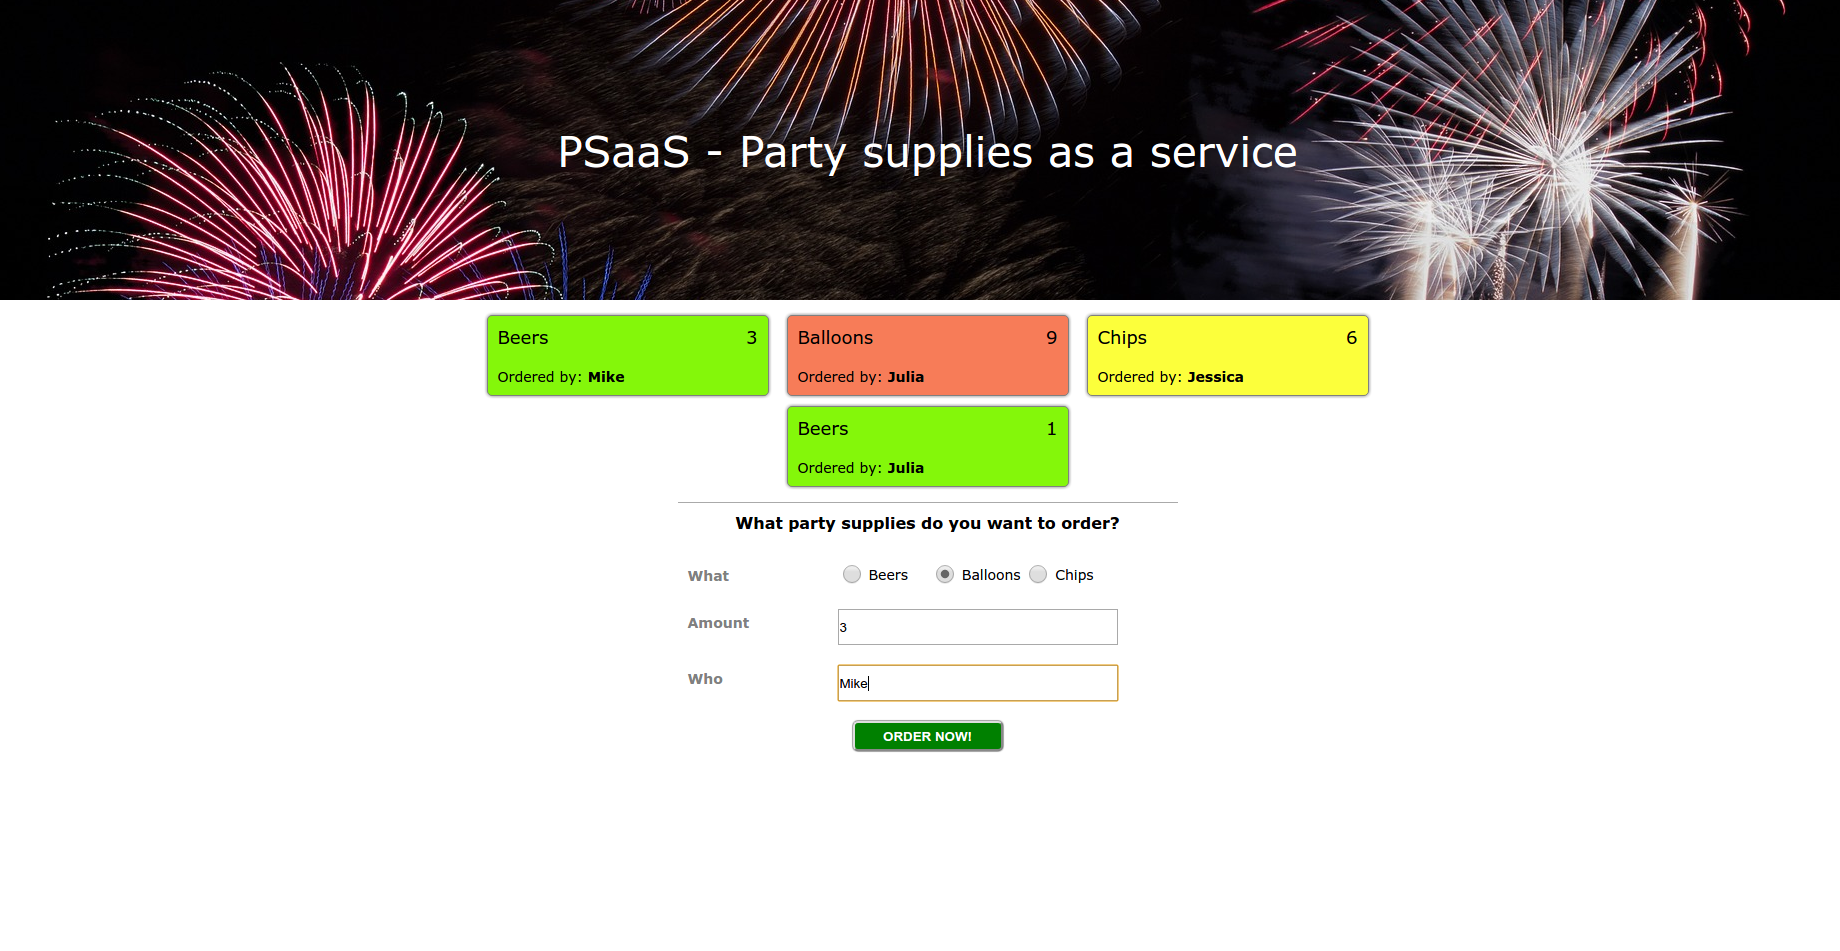 PSaaS - Party supplies as a service
Beers 3
Ordered by: Mike
Balloons 9
Ordered by: Julia
Chips 6
Ordered by: Jessica
Beers 1
Ordered by: Julia
What party supplies do you want to order?
What Beers Balloons Chips
Amount 3
Who Mike
ORDER NOW!